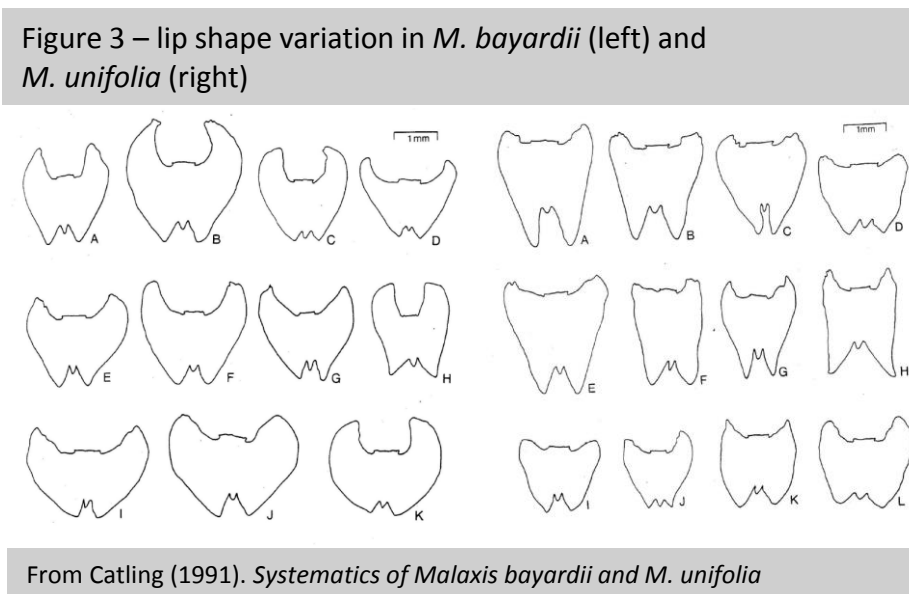 Figure 3 – lip shape variation in M. bayardii (left) and
M. unifolia (right)
1mm
1mm
A
B
C
D
A
B
C
D
E
F
G
H
E
F
G
H
I
J
K
I
J
K
L
From Catling (1991). Systematics of Malaxis bayardii and M. unifolia